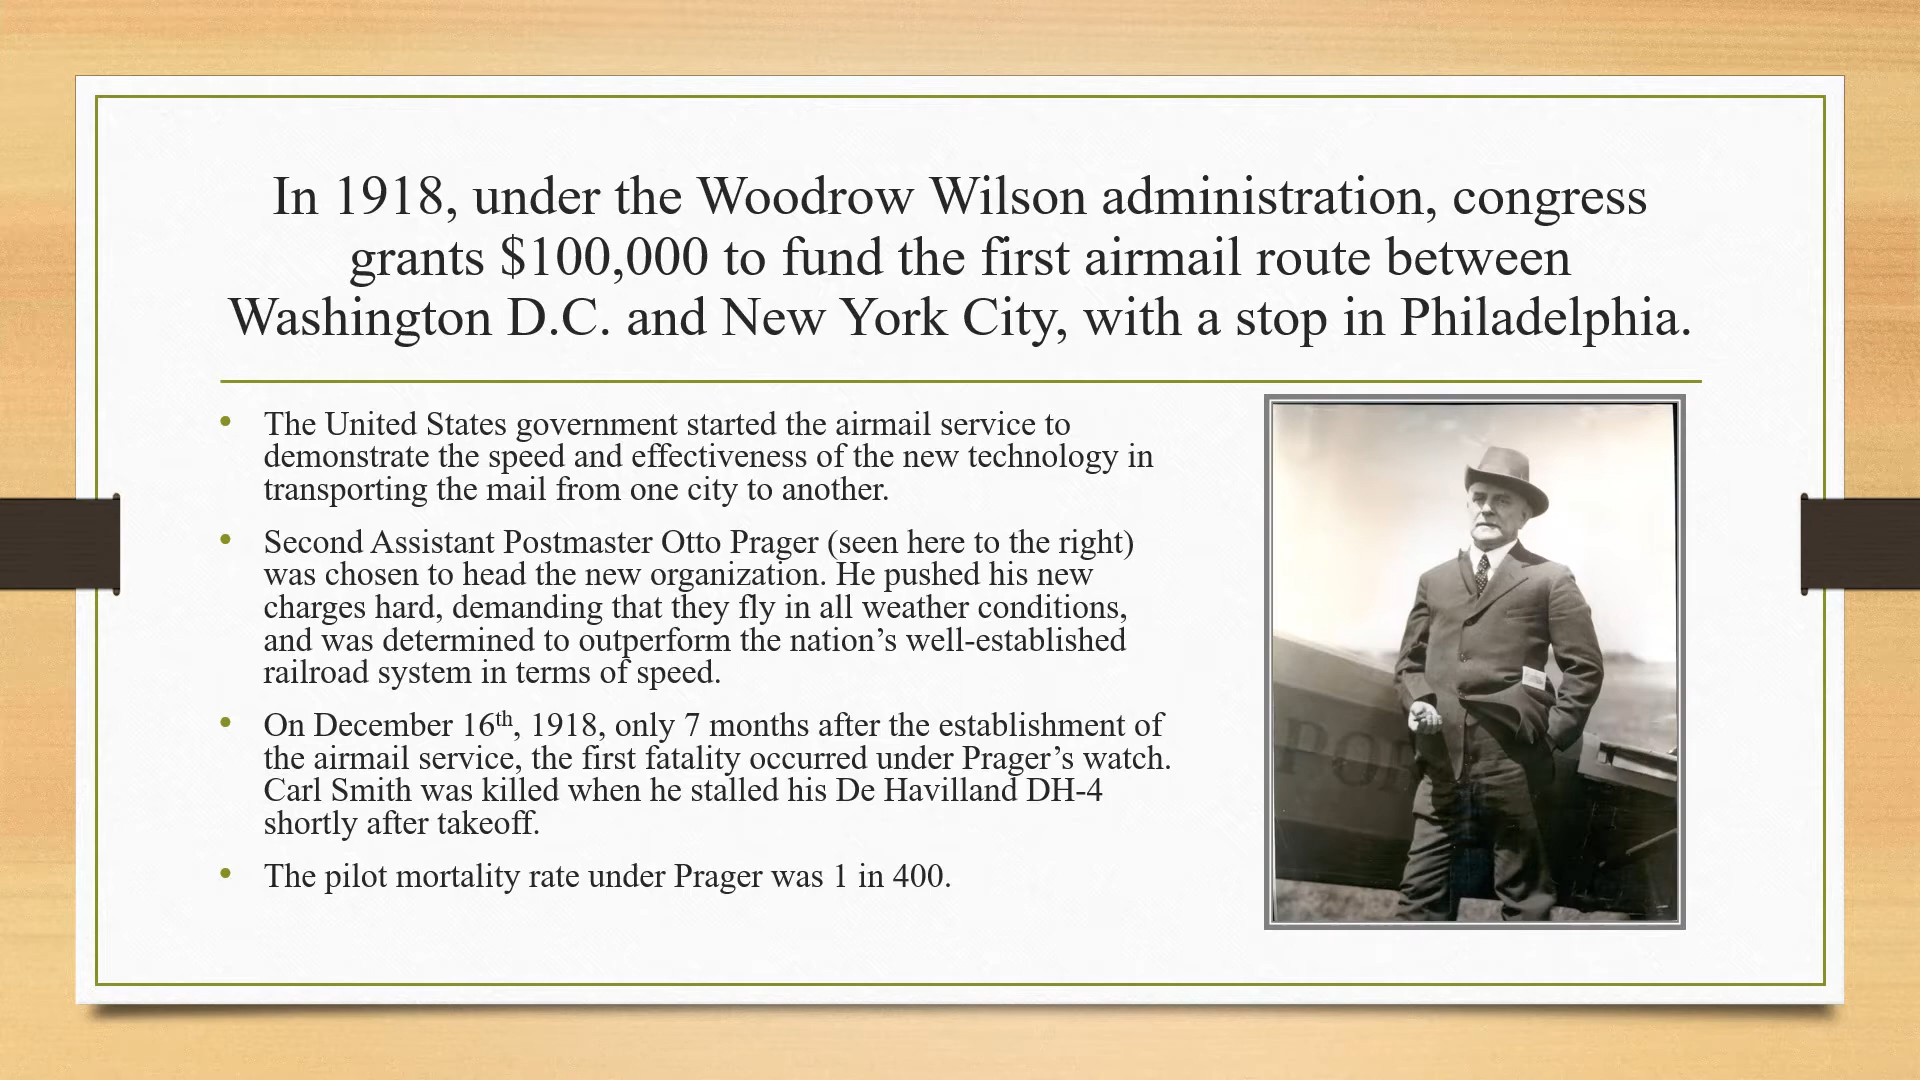 In 1918, under the Woodrow Wilson administration, congress
grants $100,000 to fund the first airmail route between
Washington D.C. and New York City, with a stop in Philadelphia.
• The United States government started the airmail service to
demonstrate the speed and effectiveness of the new technology in
transporting the mail from one city to another.
• Second Assistant Postmaster Otto Prager (seen here to the right)
was chosen to head the new organization. He pushed his new
charges hard, demanding that they fly in all weather conditions,
and was determined to outperform the nation’s well-established
railroad system in terms of speed.
• On December 16th, 1918, only 7 months after the establishment of
the airmail service, the first fatality occurred under Prager’s watch.
Carl Smith was killed when he stalled his De Havilland DH-4
shortly after takeoff.
• The pilot mortality rate under Prager was 1 in 400.
PO